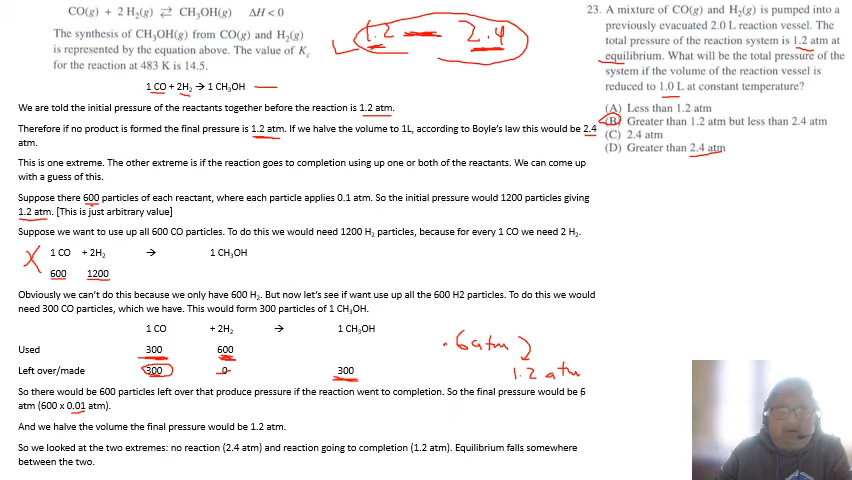 CO(g) + 2 H₂(g) ⇄ CH₃OH(g) ΔH < 0
The synthesis of CH₃OH(g) from CO(g) and H₂(g)
is represented by the equation above. The value of K꜀
for the reaction at 483 K is 14.5.
1.2 — 2.4
1 CO + 2H₂ → 1 CH₃OH
We are told the initial pressure of the reactants together before the reaction is 1.2 atm.
Therefore if no product is formed the final pressure is 1.2 atm. If we halve the volume to 1L, according to Boyle's law this would be 2.4
atm.
This is one extreme. The other extreme is if the reaction goes to completion using up one or both of the reactants. We can come up
with a guess of this.
Suppose there 600 particles of each reactant, where each particle applies 0.1 atm. So the initial pressure would 1200 particles giving
1.2 atm. [This is just arbitrary value]
Suppose we want to use up all 600 CO particles. To do this we would need 1200 H₂ particles, because for every 1 CO we need 2 H₂.
X 1 CO + 2H₂ → 1 CH₃OH
600 1200
Obviously we can't do this because we only have 600 H₂. But now let's see if want use up all the 600 H2 particles. To do this we would
need 300 CO particles, which we have. This would form 300 particles of 1 CH₃OH.
1 CO + 2H₂ → 1 CH₃OH
Used 300 600
Left over/made 300 0 300
.6 atm
1.2 atm
So there would be 600 particles left over that produce pressure if the reaction went to completion. So the final pressure would be 6
atm (600 x 0.01 atm).
And we halve the volume the final pressure would be 1.2 atm.
So we looked at the two extremes: no reaction (2.4 atm) and reaction going to completion (1.2 atm). Equilibrium falls somewhere
between the two.
23. A mixture of CO(g) and H₂(g) is pumped into a
previously evacuated 2.0 L reaction vessel. The
total pressure of the reaction system is 1.2 atm at
equilibrium. What will be the total pressure of the
system if the volume of the reaction vessel is
reduced to 1.0 L at constant temperature?
(A) Less than 1.2 atm
(B) Greater than 1.2 atm but less than 2.4 atm
(C) 2.4 atm
(D) Greater than 2.4 atm